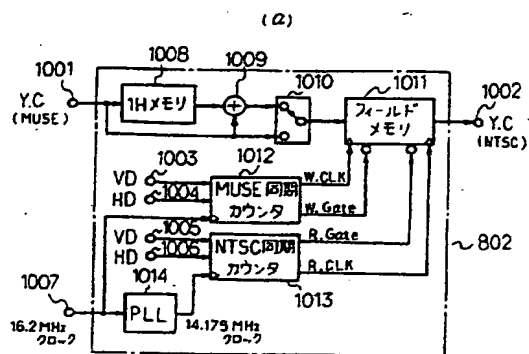 (a)
1008
1009
1010
1011
1001
1002
Y.C
(MUSE)
1Hメモリ
フィールド
メモリ
Y.C
(NTSC)
1003
1012
VD
HD
1004
MUSE同期
カウンタ
W.CLK
W.Gate
1005
VD
HD
1006
NTSC同期
カウンタ
R.Gate
R.CLK
802
1007
1014
PLL
1013
16.2MHz
クロック
14.175MHz
クロック